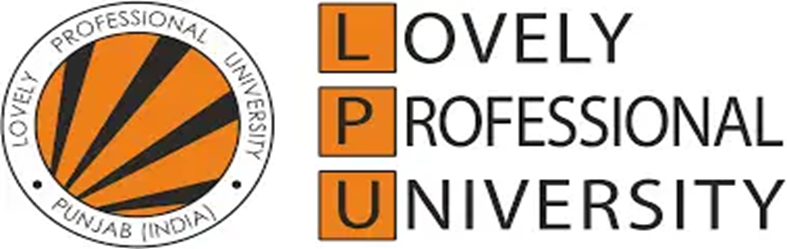 LOVELY PROFESSIONAL UNIVERSITY
PUNJAB (INDIA)
LOVELY
PROFESSIONAL
UNIVERSITY